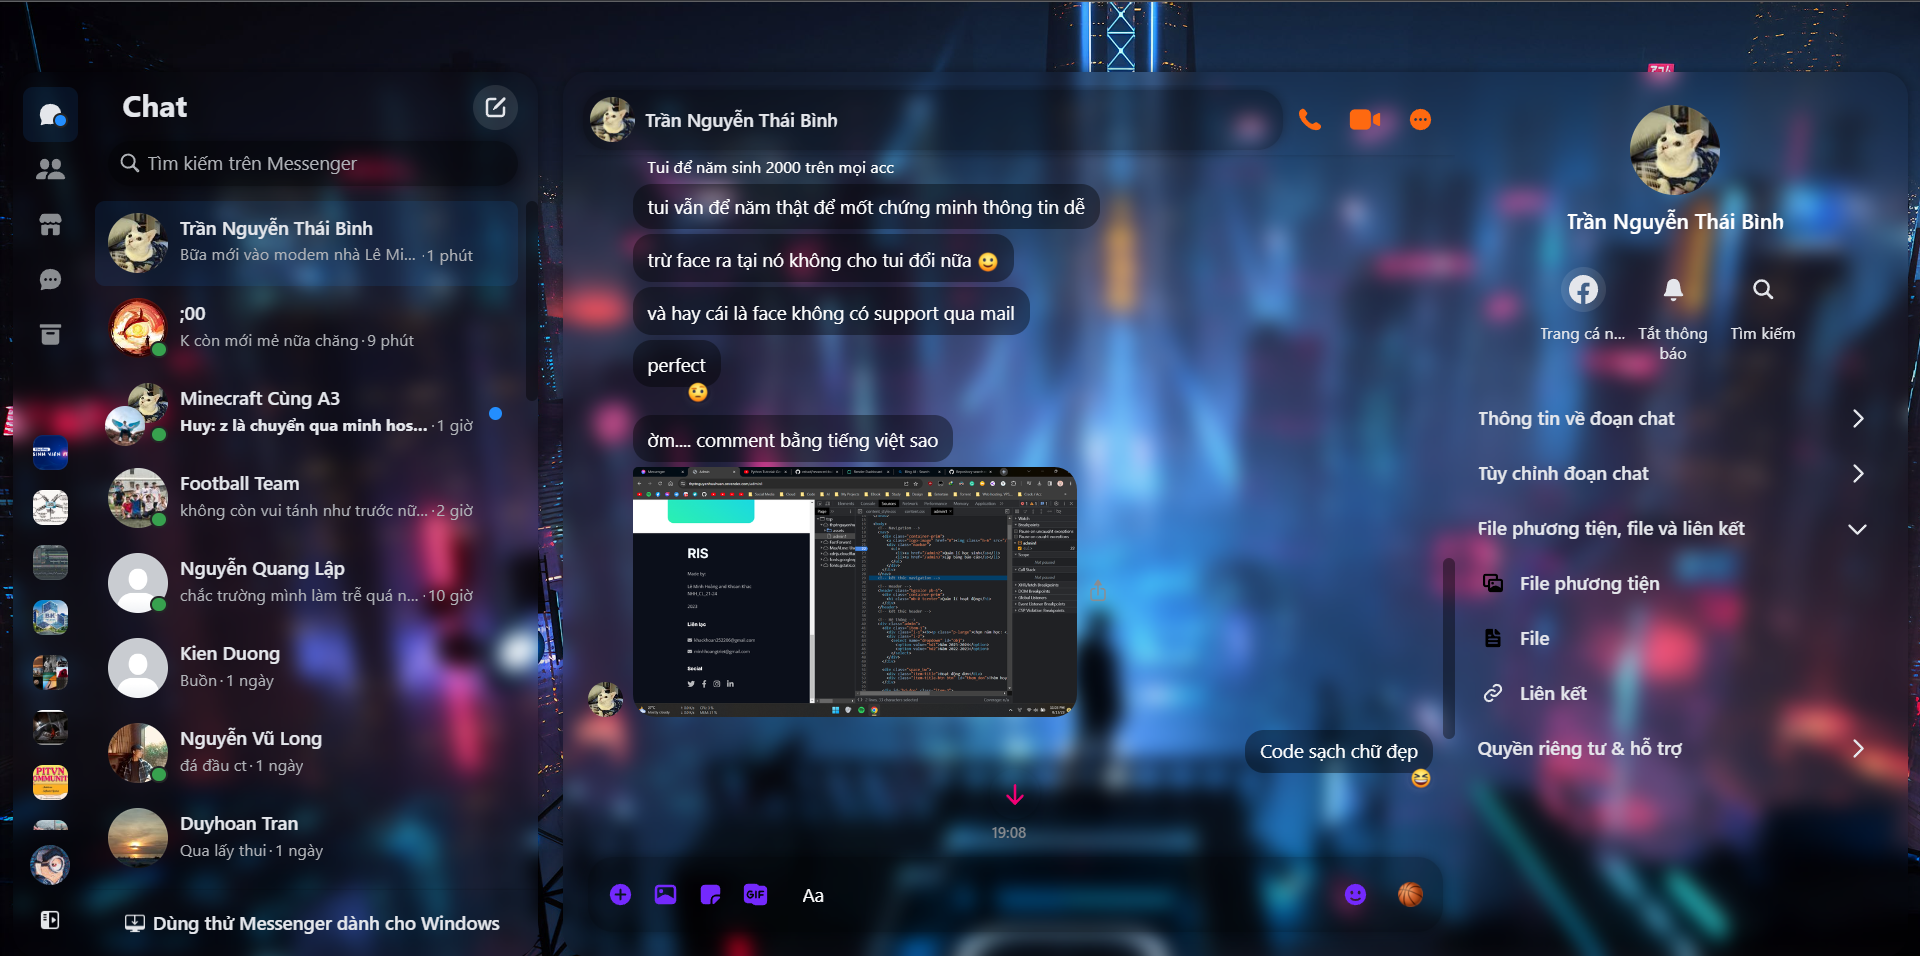 Chat
Tìm kiếm trên Messenger
Trần Nguyễn Thái Bình
Bữa mới vào modem nhà Lê Mi... · 1 phút
;00
K còn mới mẻ nữa chăng · 9 phút
Minecraft Cùng A3
Huy: z là chuyển qua minh hos... · 1 giờ
Football Team
không còn vui tánh như trước nữ... · 2 giờ
Nguyễn Quang Lập
chắc trường mình làm trễ quá n... · 10 giờ
Kien Duong
Buồn · 1 ngày
Nguyễn Vũ Long
đá đầu ct · 1 ngày
Duyhoan Tran
Qua lấy thui · 1 ngày
Dùng thử Messenger dành cho Windows
Trần Nguyễn Thái Bình
Tui để năm sinh 2000 trên mọi acc
tui vẫn để năm thật để mốt chứng minh thông tin dễ
trừ face ra tại nó không cho tui đổi nữa
và hay cái là face không có support qua mail
perfect
ờm.... comment bằng tiếng việt sao
RIS
Made by:
2023
Liên lạc
Social
Code sạch chữ đẹp
19:08
GIF
Aa
Trần Nguyễn Thái Bình
Trang cá n...
Tắt thông báo
Tìm kiếm
Thông tin về đoạn chat
Tùy chỉnh đoạn chat
File phương tiện, file và liên kết
File phương tiện
File
Liên kết
Quyền riêng tư & hỗ trợ